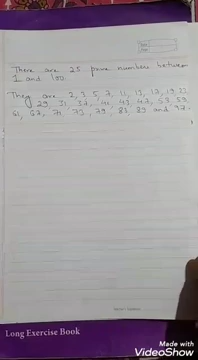 There are 25 prime numbers between
1 and 100.
They are 2, 3, 5, 7, 11, 13, 17, 19, 23
29, 31, 37, 41, 43, 47, 53, 59,
61, 67, 71, 73, 79, 83, 89 and 97.
Long Exercise Book
Made with
VideoShow